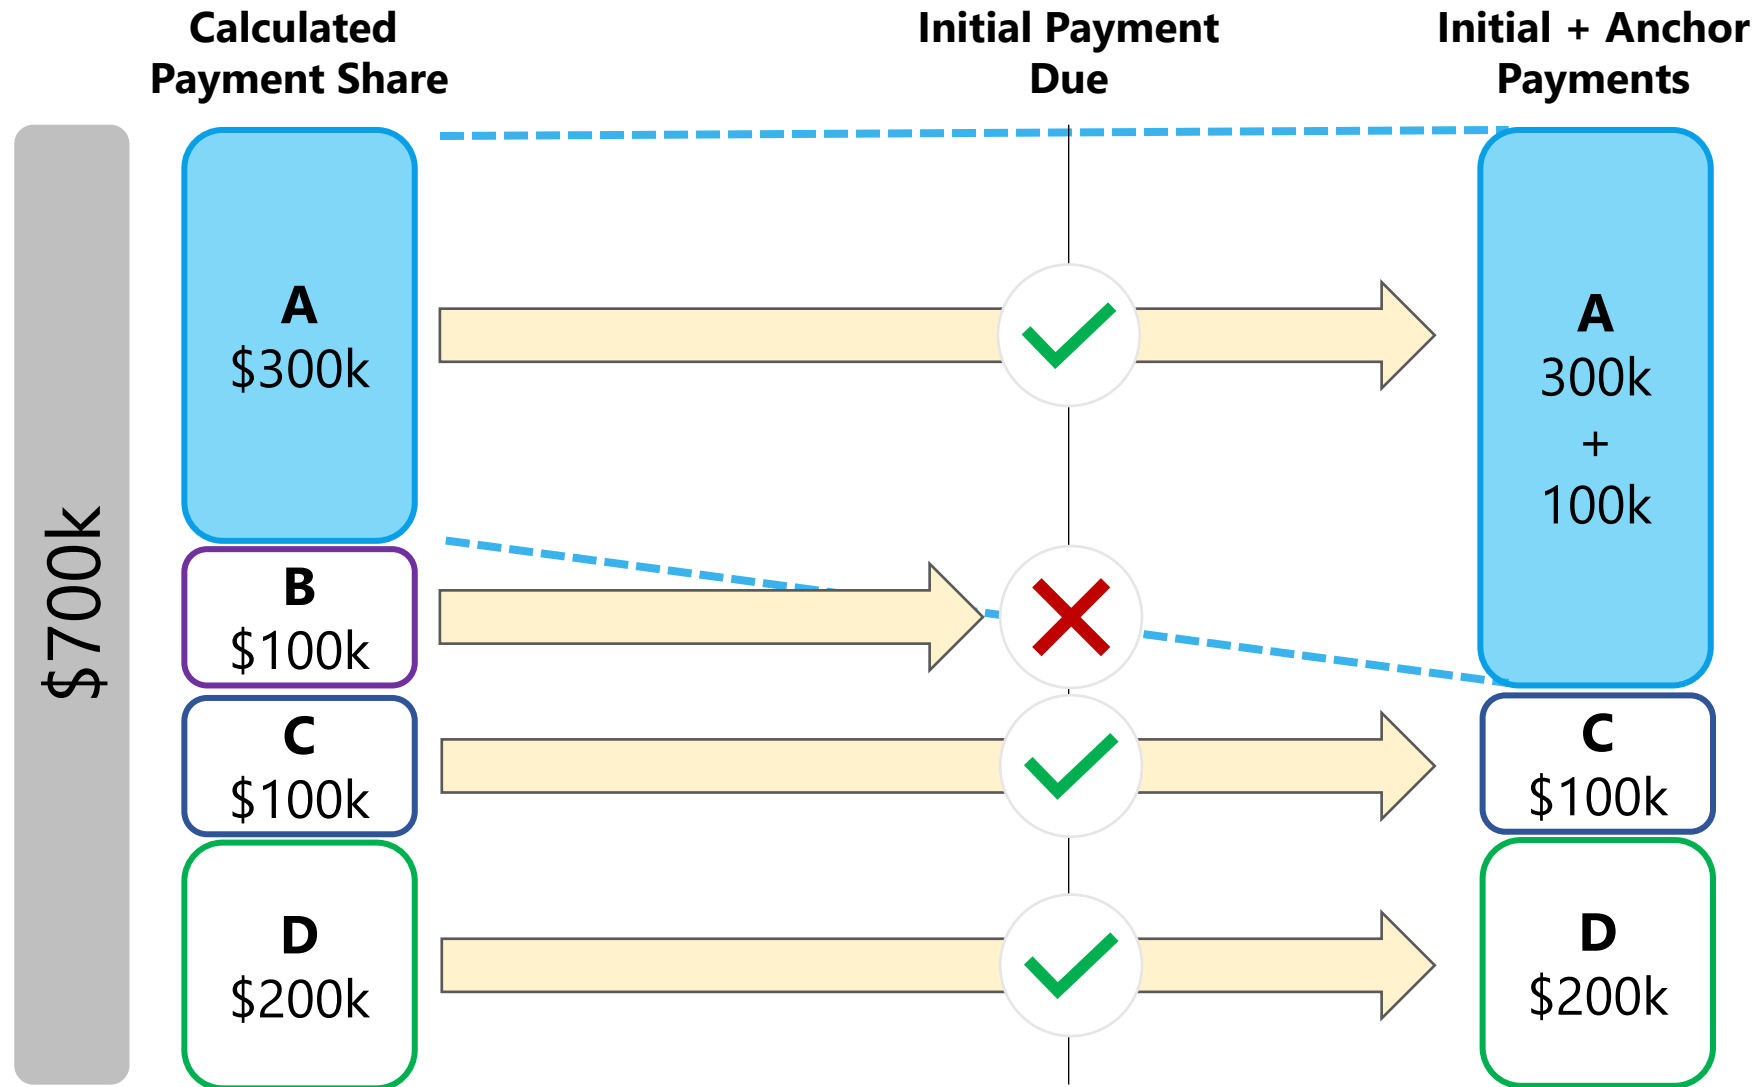 Calculated
Payment Share
Initial Payment
Due
Initial + Anchor
Payments
$700k
A
$300k
A
300k
+
100k
B
$100k
C
$100k
C
$100k
D
$200k
D
$200k